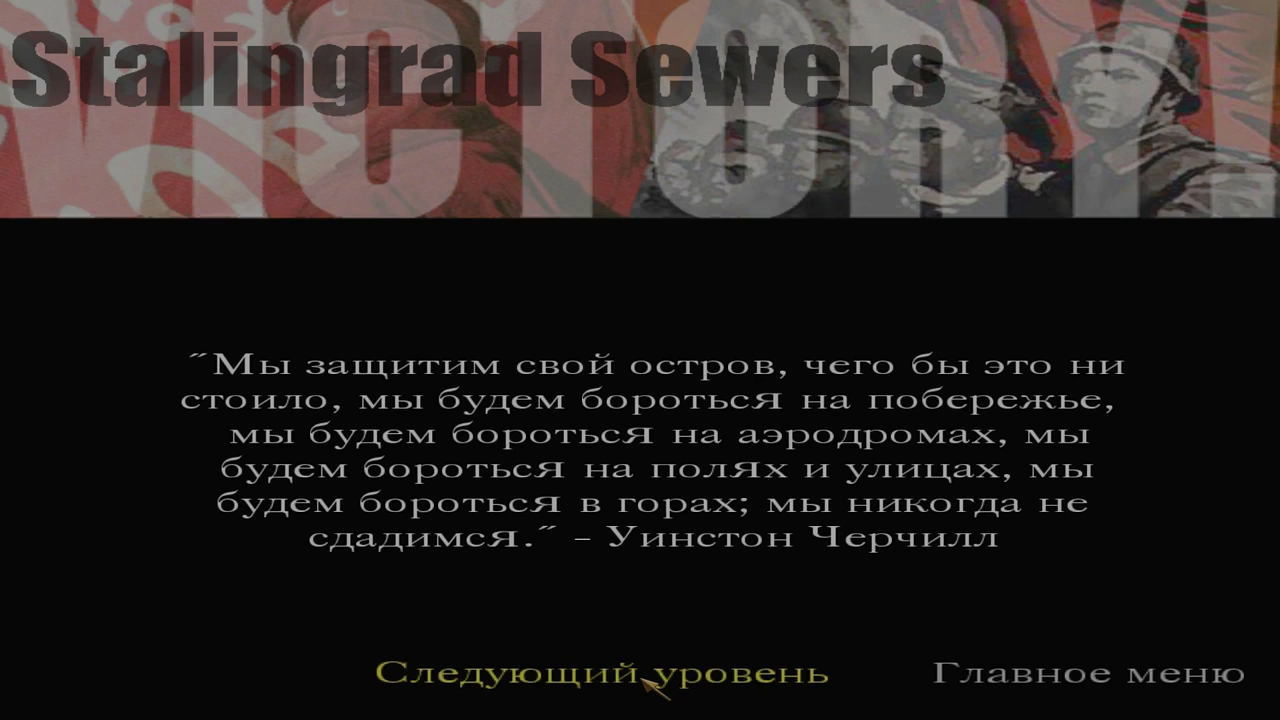 Stalingrad Sewers
VICTORY.
"Мы защитим свой остров, чего бы это ни
стоило, мы будем бороться на побережье,
мы будем бороться на аэродромах, мы
будем бороться на полях и улицах, мы
будем бороться в горах; мы никогда не
сдадимся." – Уинстон Черчилл
Следующий уровень
Главное меню